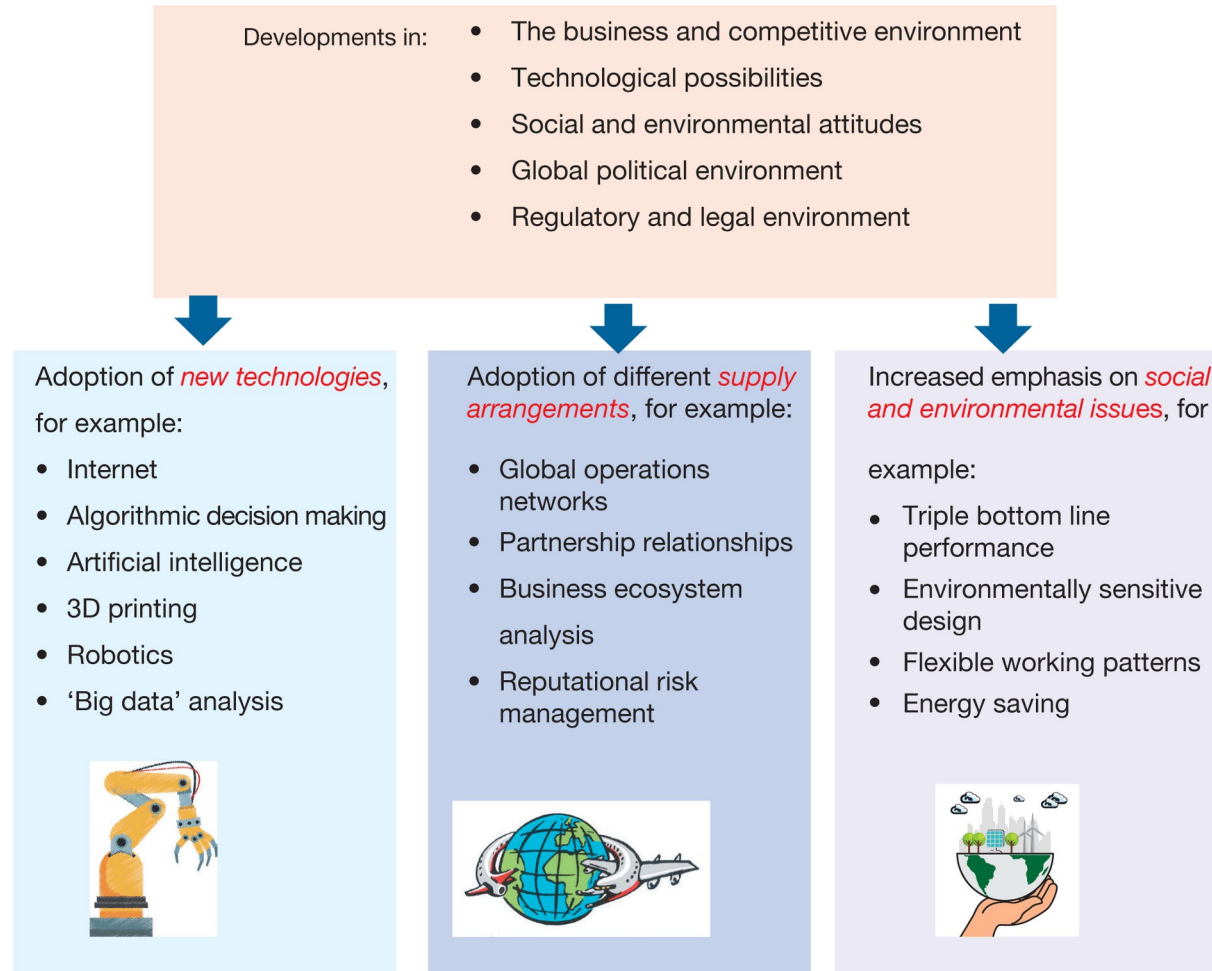 Developments in:
• The business and competitive environment
• Technological possibilities
• Social and environmental attitudes
• Global political environment
• Regulatory and legal environment
Adoption of new technologies,
for example:
• Internet
• Algorithmic decision making
• Artificial intelligence
• 3D printing
• Robotics
• ‘Big data’ analysis
Adoption of different supply
arrangements, for example:
• Global operations
networks
• Partnership relationships
• Business ecosystem
analysis
• Reputational risk
management
Increased emphasis on social
and environmental issues, for
example:
• Triple bottom line
performance
• Environmentally sensitive
design
• Flexible working patterns
• Energy saving